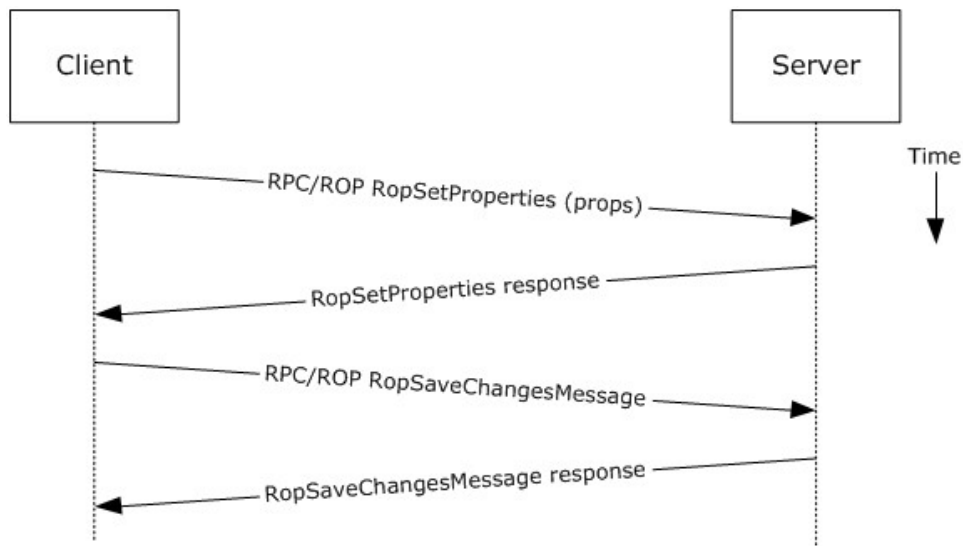 Client
Server
Time
RPC/ROP RopSetProperties (props)
RopSetProperties response
RPC/ROP RopSaveChangesMessage
RopSaveChangesMessage response